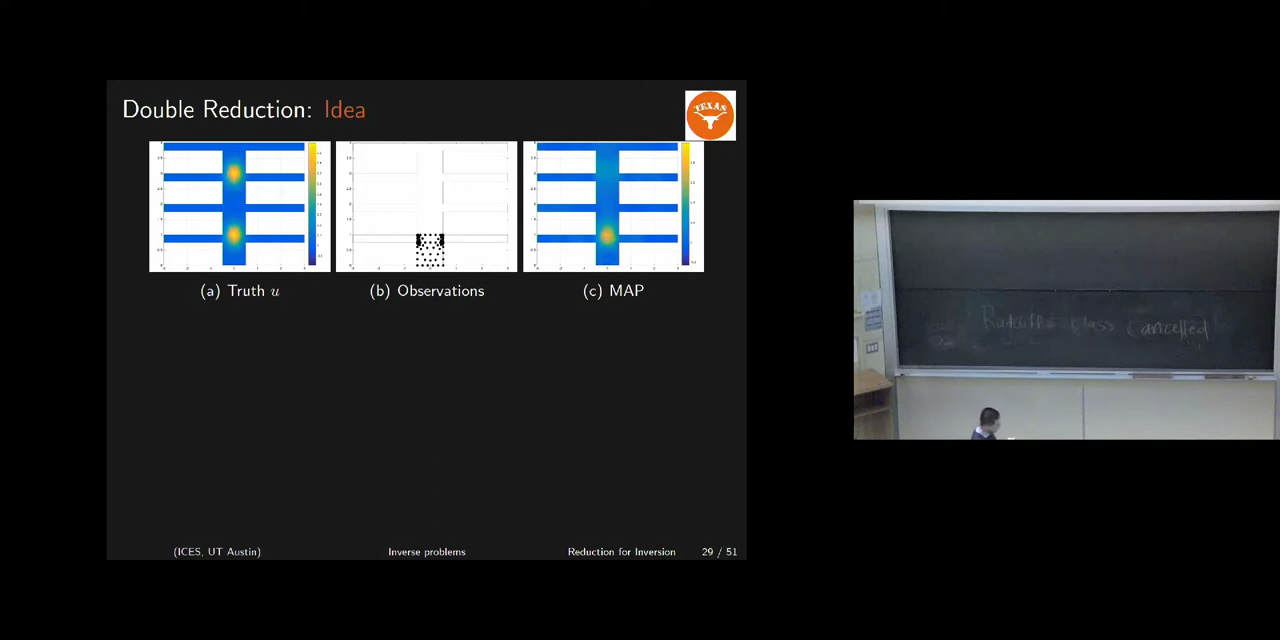 Double Reduction: Idea
TEXAS
(a) Truth u
(b) Observations
(c) MAP
Class Cancelled
(ICES, UT Austin)
Inverse problems
Reduction for Inversion
29 / 51